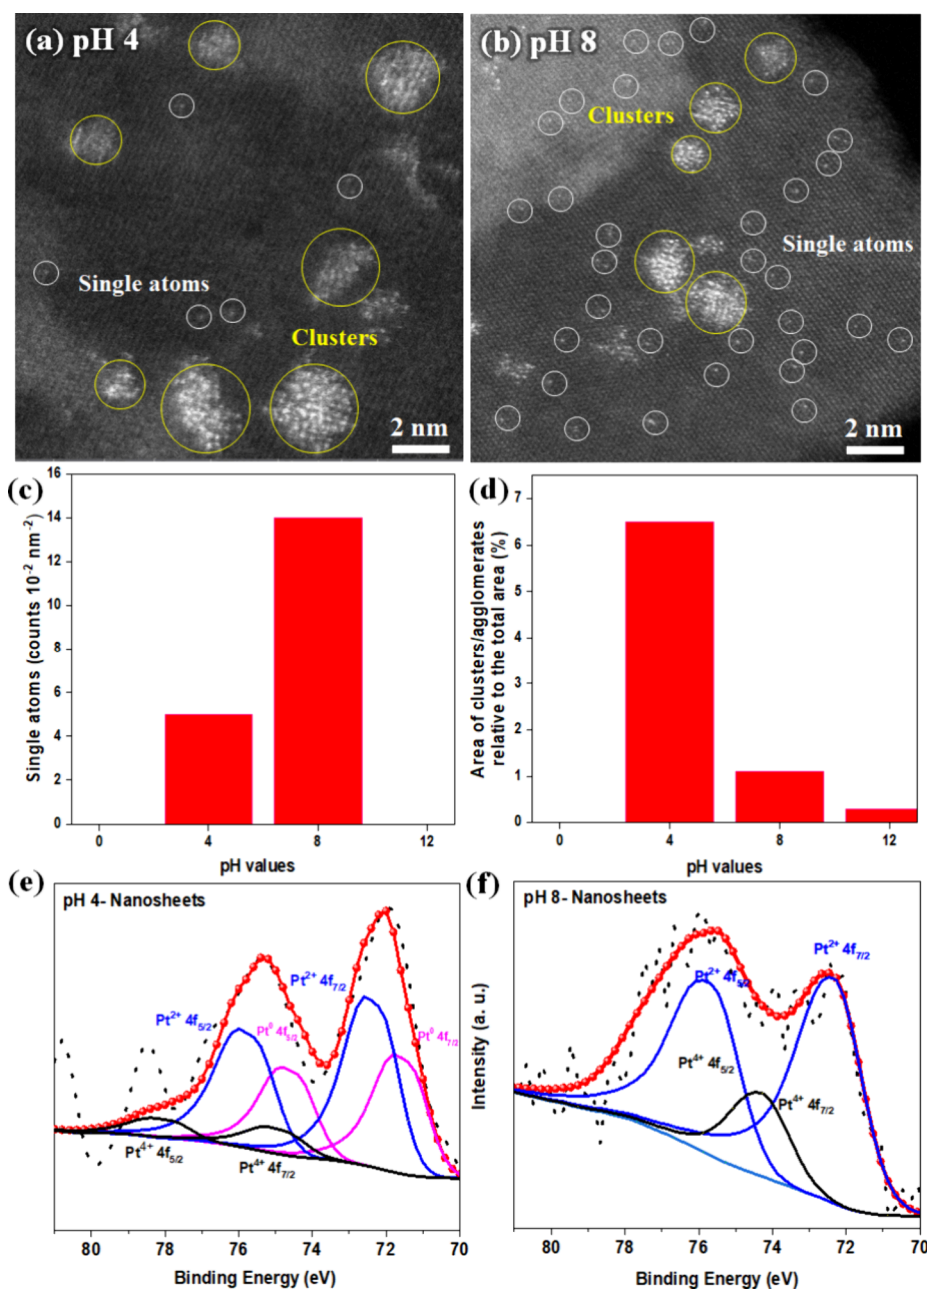 (a) pH 4
Clusters
Single atoms
Clusters
2 nm
(b) pH 8
Clusters
Single atoms
2 nm
(c)
16
14
12
10
8
6
4
2
0
Single atoms (counts 10⁻² nm⁻²)
0 4 8 12
pH values
(d)
7
6
5
4
3
2
1
0
Area of clusters/agglomerates
relative to the total area (%)
0 4 8 12
pH values
(e)
pH 4- Nanosheets
Pt²⁺ 4f₇/₂
Pt²⁺ 4f₅/₂
Pt⁰ 4f₅/₂
Pt⁰ 4f₇/₂
Pt⁴⁺ 4f₅/₂
Pt⁴⁺ 4f₇/₂
80 78 76 74 72 70
Binding Energy (eV)
(f)
pH 8- Nanosheets
Pt²⁺ 4f₇/₂
Pt²⁺ 4f₅/₂
Pt⁴⁺ 4f₅/₂
Pt⁴⁺ 4f₇/₂
Intensity (a. u.)
80 78 76 74 72 70
Binding Energy (eV)